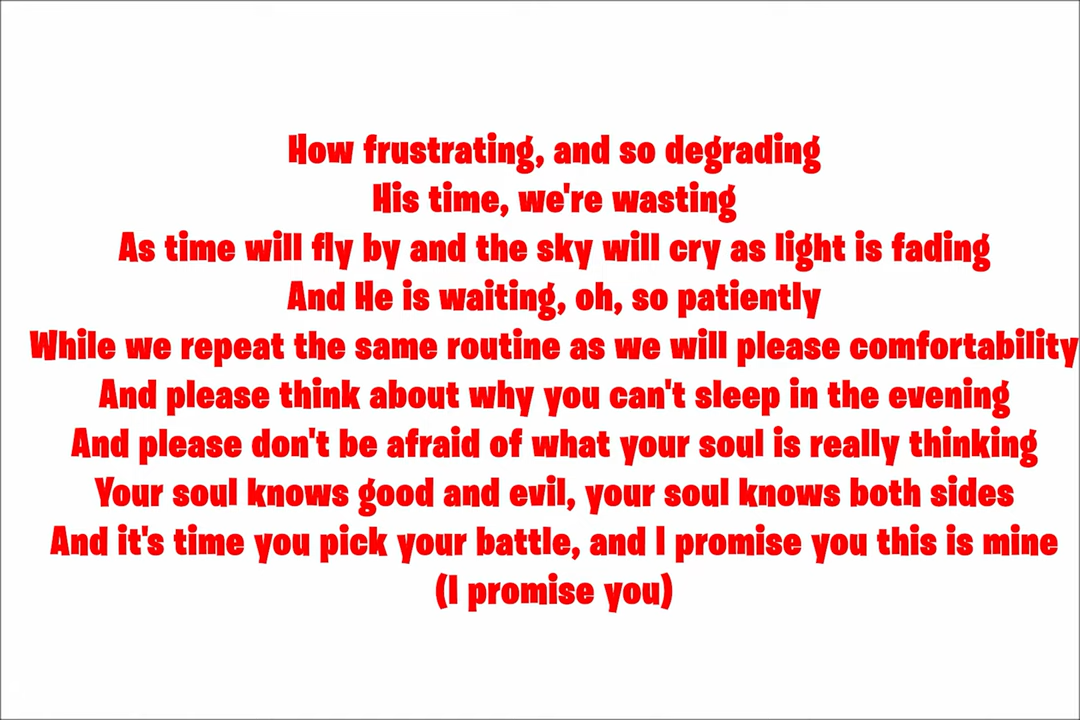 How frustrating, and so degrading
His time, we're wasting
As time will fly by and the sky will cry as light is fading
And He is waiting, oh, so patiently
While we repeat the same routine as we will please comfortability
And please think about why you can't sleep in the evening
And please don't be afraid of what your soul is really thinking
Your soul knows good and evil, your soul knows both sides
And it's time you pick your battle, and I promise you this is mine
(I promise you)